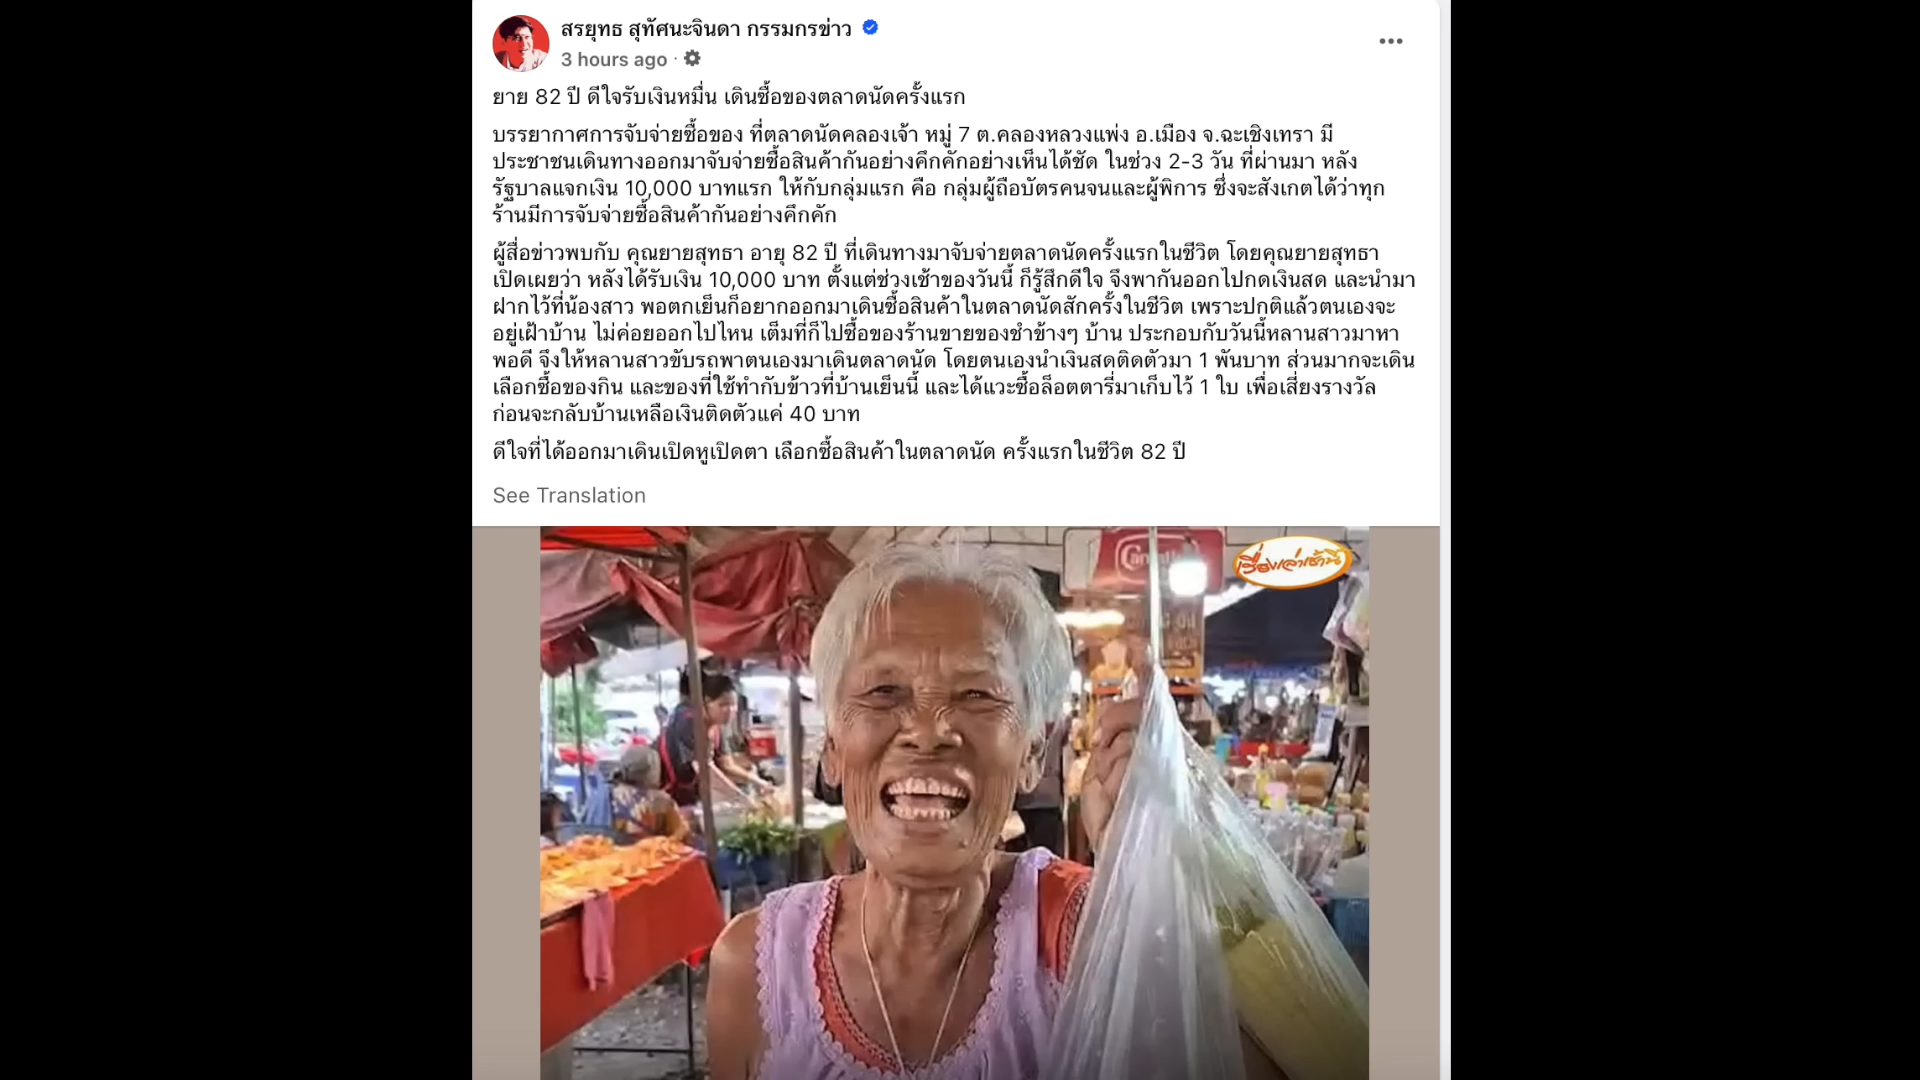 สรยุทธ สุทัศนะจินดา กรรมกรข่าว
3 hours ago ·
ยาย 82 ปี ดีใจรับเงินหมื่น เดินซื้อของตลาดนัดครั้งแรก
บรรยากาศการจับจ่ายซื้อของ ที่ตลาดนัดคลองเจ้า หมู่ 7 ต.คลองหลวงแพ่ง อ.เมือง จ.ฉะเชิงเทรา มี
ประชาชนเดินทางออกมาจับจ่ายซื้อสินค้ากันอย่างคึกคักอย่างเห็นได้ชัด ในช่วง 2-3 วัน ที่ผ่านมา หลัง
รัฐบาลแจกเงิน 10,000 บาทแรก ให้กับกลุ่มแรก คือ กลุ่มผู้ถือบัตรคนจนและผู้พิการ ซึ่งจะสังเกตได้ว่าทุก
ร้านมีการจับจ่ายซื้อสินค้ากันอย่างคึกคัก
ผู้สื่อข่าวพบกับ คุณยายสุทธา อายุ 82 ปี ที่เดินทางมาจับจ่ายตลาดนัดครั้งแรกในชีวิต โดยคุณยายสุทธา
เปิดเผยว่า หลังได้รับเงิน 10,000 บาท ตั้งแต่ช่วงเช้าของวันนี้ ก็รู้สึกดีใจ จึงพากันออกไปกดเงินสด และนำมา
ฝากไว้ที่น้องสาว พอตกเย็นก็อยากออกมาเดินซื้อสินค้าในตลาดนัดสักครั้งในชีวิต เพราะปกติแล้วตนเองจะ
อยู่เฝ้าบ้าน ไม่ค่อยออกไปไหน เต็มที่ก็ไปซื้อของร้านขายของชำข้างๆ บ้าน ประกอบกับวันนี้หลานสาวมาหา
พอดี จึงให้หลานสาวขับรถพาตนเองมาเดินตลาดนัด โดยตนเองนำเงินสดติดตัวมา 1 พันบาท ส่วนมากจะเดิน
เลือกซื้อของกิน และของที่ใช้ทำกับข้าวที่บ้านเย็นนี้ และได้แวะซื้อล็อตตารี่มาเก็บไว้ 1 ใบ เพื่อเสี่ยงรางวัล
ก่อนจะกลับบ้านเหลือเงินติดตัวแค่ 40 บาท
ดีใจที่ได้ออกมาเดินเปิดหูเปิดตา เลือกซื้อสินค้าในตลาดนัด ครั้งแรกในชีวิต 82 ปี
See Translation
เรื่องเล่าเช้านี้